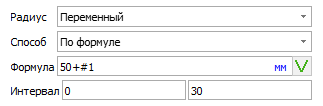 Радиус Переменный
Способ По формуле
Формула 50+#1 мм
Интервал 0 30